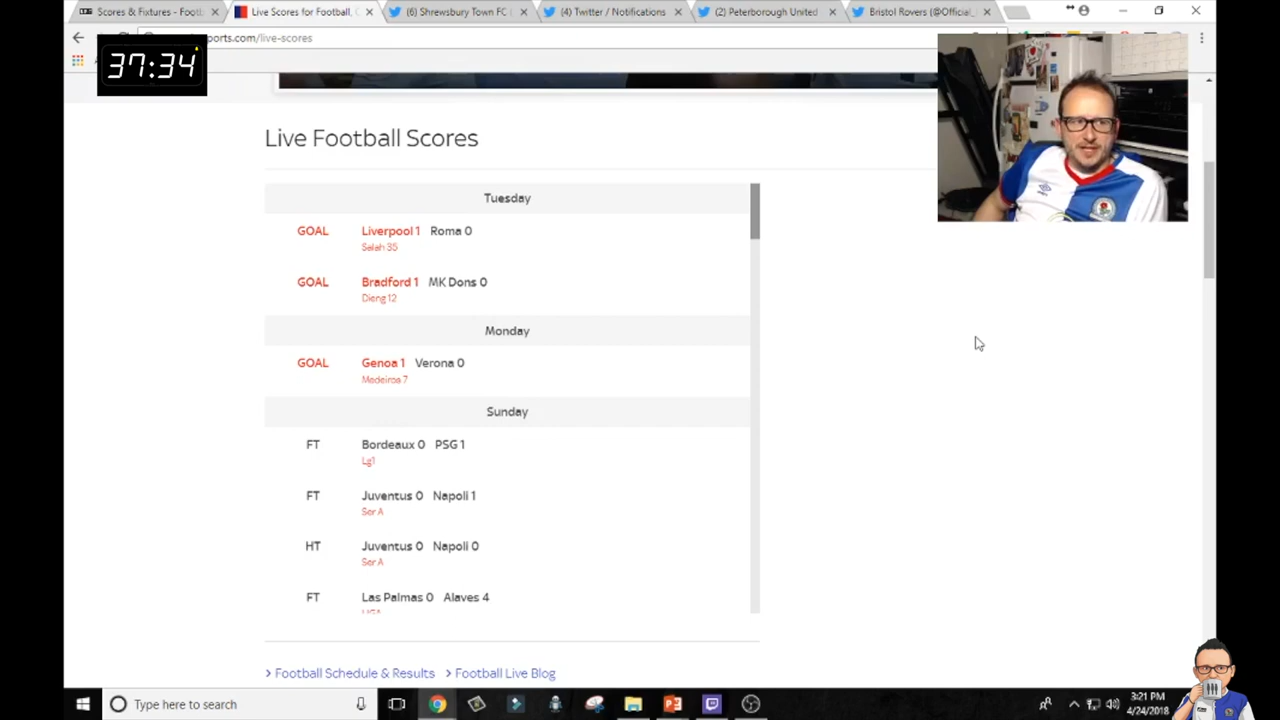 Scores & Fixtures - Footb
Live Scores for Football, C
(6) Shrewsbury Town FC
(4) Twitter / Notifications
(2) Peterborough United
Bristol Rovers (@Official_
ports.com/live-scores
37:34
Live Football Scores
Tuesday
GOAL Liverpool 1 Roma 0
Salah 35
GOAL Bradford 1 MK Dons 0
Dieng 12
Monday
GOAL Genoa 1 Verona 0
Medeiros 7
Sunday
FT Bordeaux 0 PSG 1
Lg1
FT Juventus 0 Napoli 1
Ser A
HT Juventus 0 Napoli 0
Ser A
FT Las Palmas 0 Alaves 4
> Football Schedule & Results > Football Live Blog
Type here to search
3:21 PM
4/24/2018